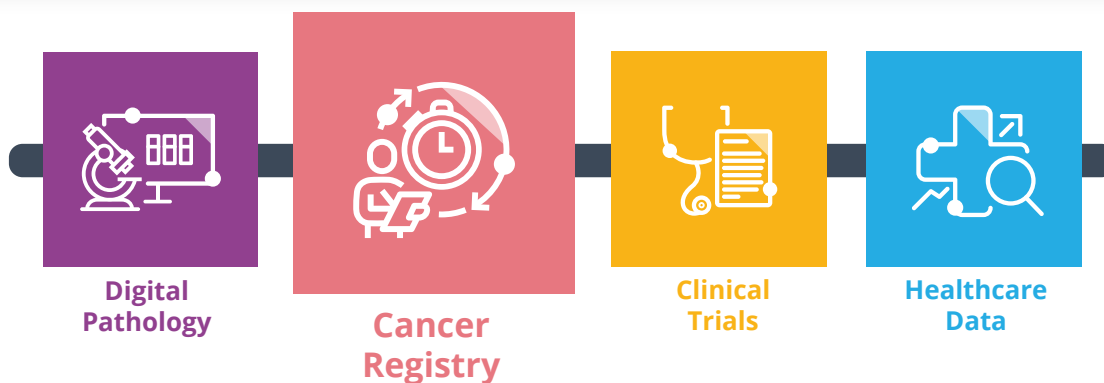 Digital
Pathology
Cancer
Registry
Clinical
Trials
Healthcare
Data